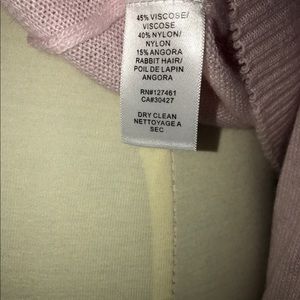 45% VISCOSE/
VISCOSE
40% NYLON/
NYLON
15% ANGORA
RABBIT HAIR/
POIL DE LAPIN
ANGORA
RN#127461
CA#30427
DRY CLEAN
NETTOYAGE A
SEC